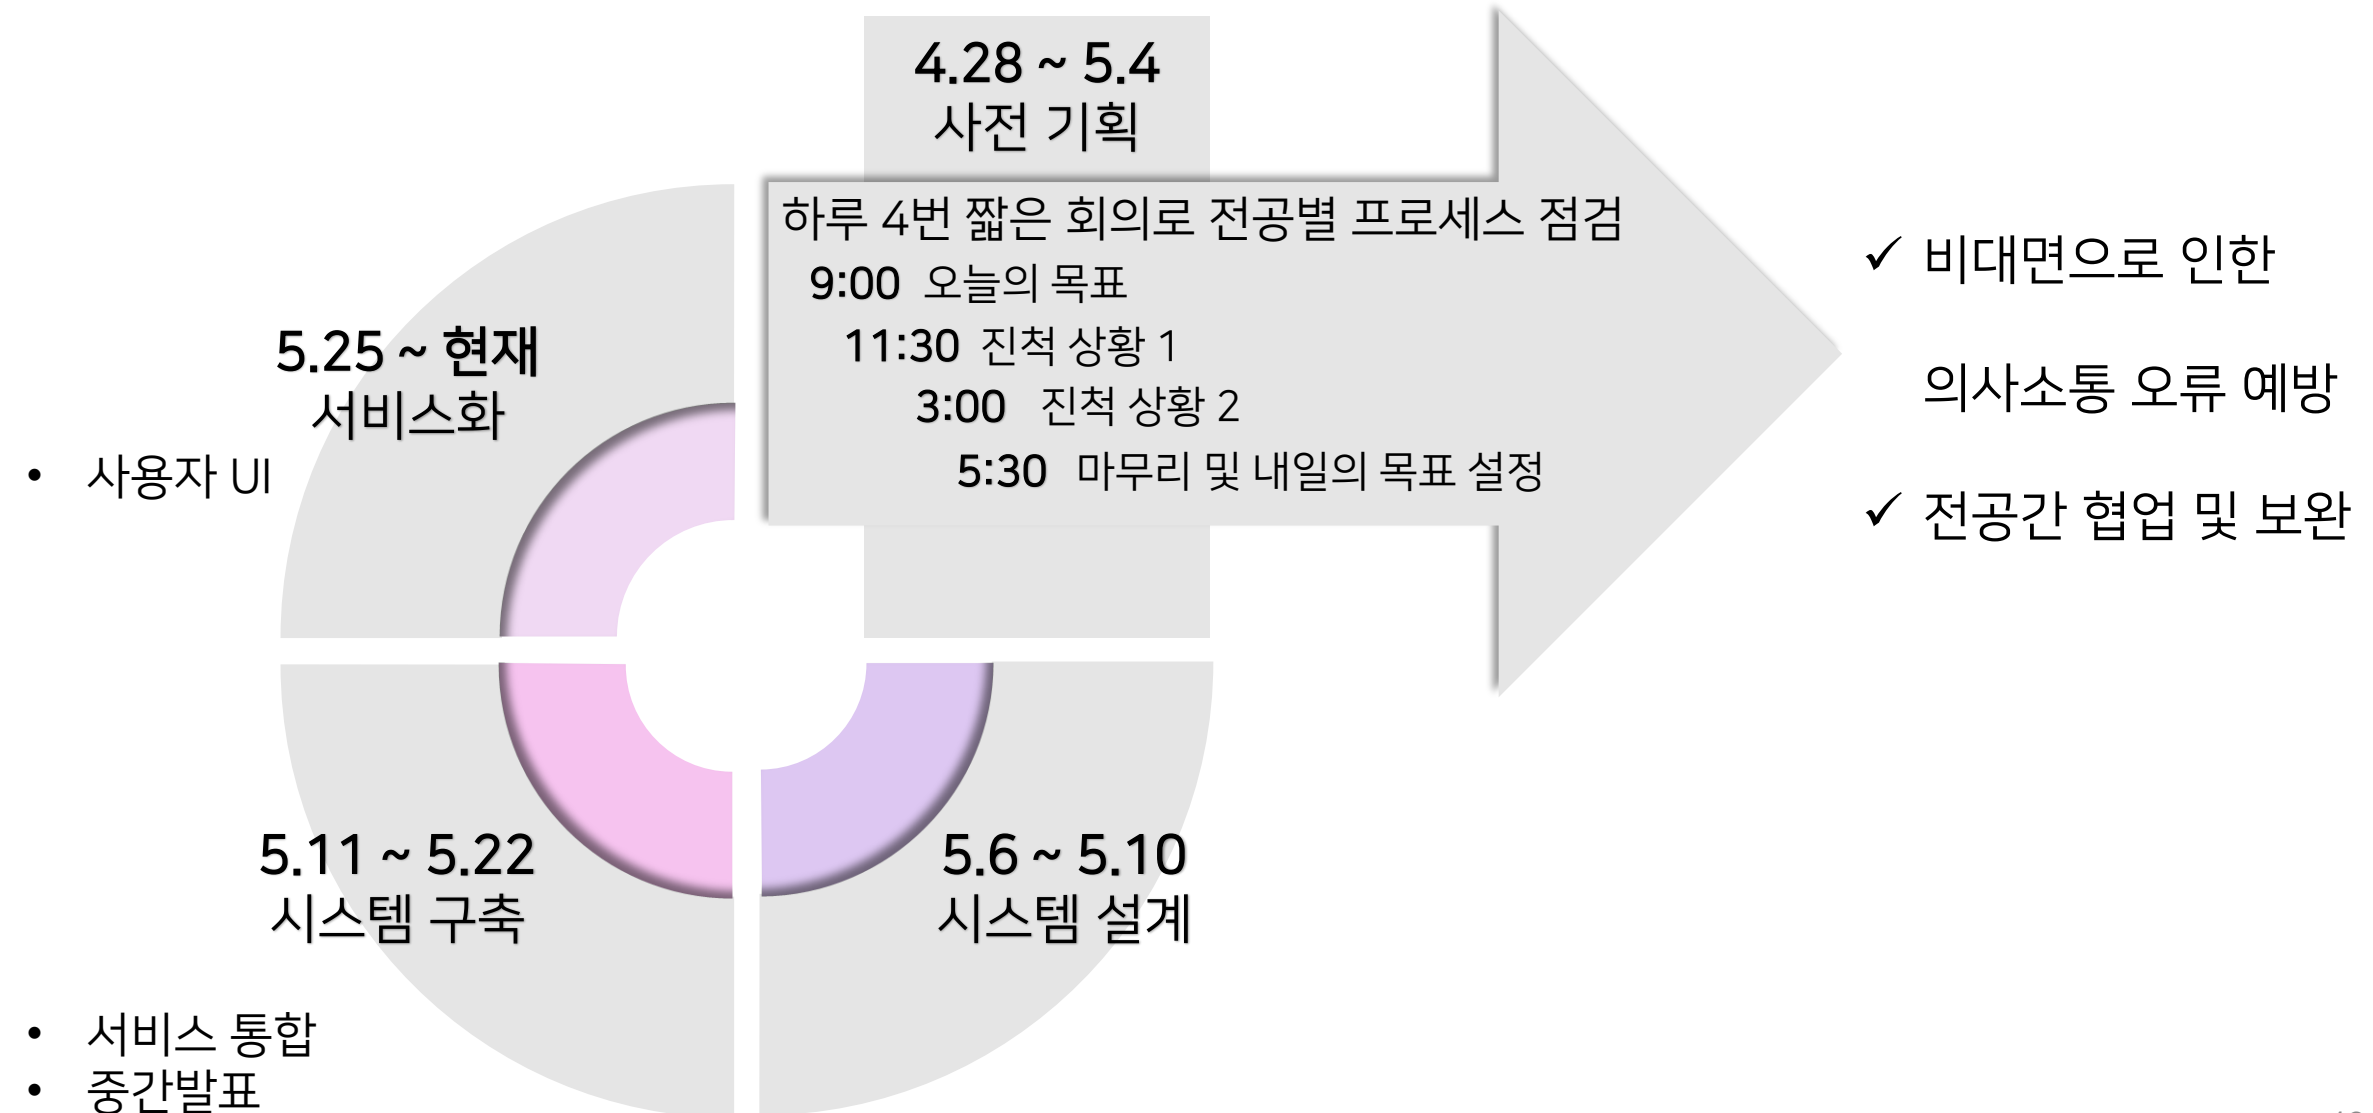 4.28 ~ 5.4
사전 기획
하루 4번 짧은 회의로 전공별 프로세스 점검
9:00 오늘의 목표
11:30 진척 상황 1
3:00 진척 상황 2
5:30 마무리 및 내일의 목표 설정
✓ 비대면으로 인한
의사소통 오류 예방
✓ 전공간 협업 및 보완
5.25 ~ 현재
서비스화
• 사용자 UI
5.11 ~ 5.22
시스템 구축
5.6 ~ 5.10
시스템 설계
• 서비스 통합
• 중간발표